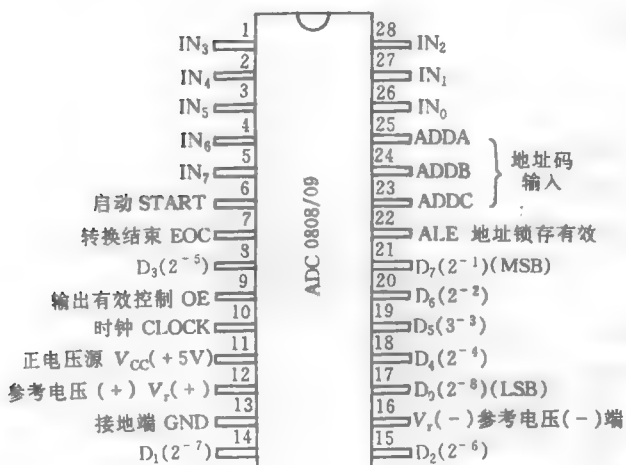 1 28
IN₃ IN₂
2 27
IN₄ IN₁
3 26
IN₅ IN₀
4 25
IN₆ ADDA
5 24
IN₇ ADDB 地址码
输入
6 23
启动 START ADDC
7 22
转换结束 EOC ALE 地址锁存有效
8 21
D₃(2⁻⁵) D₇(2⁻¹)(MSB)
9 20
输出有效控制 OE D₆(2⁻²)
10 19
时钟 CLOCK D₅(3⁻³)
11 18
正电压源 V_CC(+5V) D₄(2⁻⁴)
12 17
参考电压 (+) V_r(+) D₀(2⁻⁸)(LSB)
13 16
接地端 GND V_r(-)参考电压(-)端
14 15
D₁(2⁻⁷) D₂(2⁻⁶)
ADC 0808/09